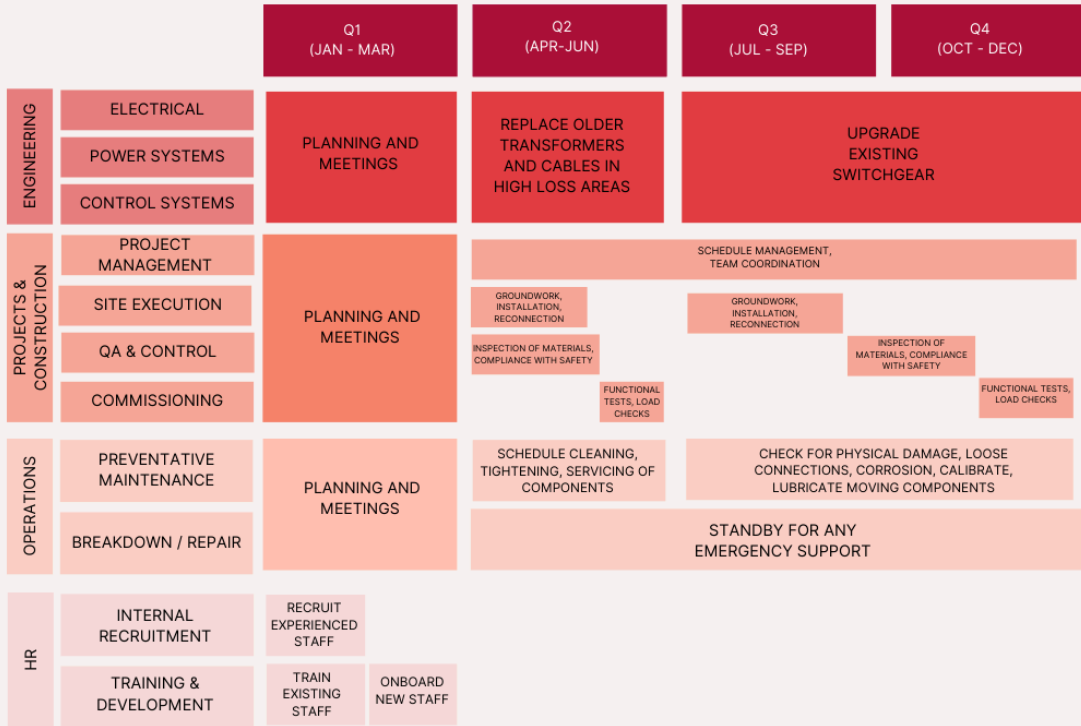 Q1
(JAN - MAR)
Q2
(APR-JUN)
Q3
(JUL - SEP)
Q4
(OCT - DEC)
ENGINEERING
ELECTRICAL
POWER SYSTEMS
CONTROL SYSTEMS
PLANNING AND
MEETINGS
REPLACE OLDER
TRANSFORMERS
AND CABLES IN
HIGH LOSS AREAS
UPGRADE
EXISTING
SWITCHGEAR
PROJECTS &
CONSTRUCTION
PROJECT
MANAGEMENT
SITE EXECUTION
QA & CONTROL
COMMISSIONING
PLANNING AND
MEETINGS
SCHEDULE MANAGEMENT,
TEAM COORDINATION
GROUNDWORK,
INSTALLATION,
RECONNECTION
GROUNDWORK,
INSTALLATION,
RECONNECTION
INSPECTION OF MATERIALS,
COMPLIANCE WITH SAFETY
INSPECTION OF
MATERIALS, COMPLIANCE
WITH SAFETY
FUNCTIONAL
TESTS, LOAD
CHECKS
FUNCTIONAL TESTS,
LOAD CHECKS
OPERATIONS
PREVENTATIVE
MAINTENANCE
BREAKDOWN / REPAIR
PLANNING AND
MEETINGS
SCHEDULE CLEANING,
TIGHTENING, SERVICING OF
COMPONENTS
CHECK FOR PHYSICAL DAMAGE, LOOSE
CONNECTIONS, CORROSION, CALIBRATE,
LUBRICATE MOVING COMPONENTS
STANDBY FOR ANY
EMERGENCY SUPPORT
HR
INTERNAL
RECRUITMENT
RECRUIT
EXPERIENCED
STAFF
TRAINING &
DEVELOPMENT
TRAIN
EXISTING
STAFF
ONBOARD
NEW STAFF